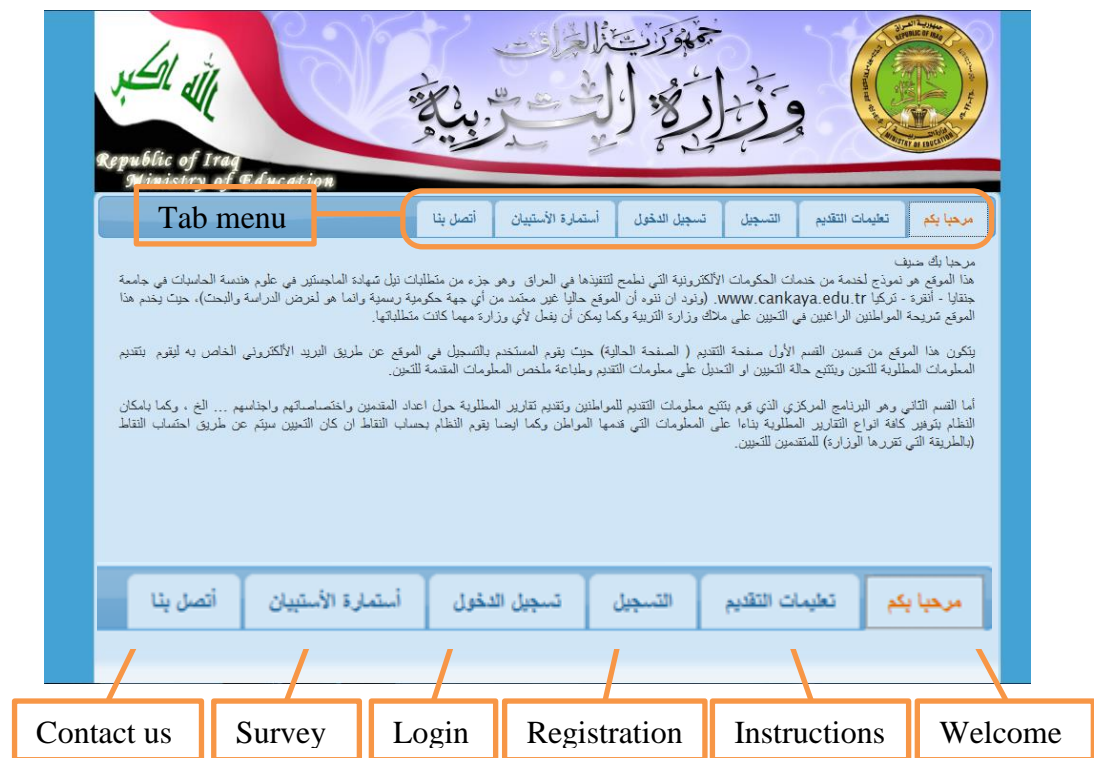 الله اكبر
جمهورية العراق
وزارة التربية
REPUBLIC OF IRAQ
MINISTRY OF EDUCATION
Republic of Iraq
Ministry of Education
Tab menu
مرحبا بكم
تعليمات التقديم
التسجيل
تسجيل الدخول
أستمارة الأستبيان
أتصل بنا
مرحبا بك ضيف
هذا الموقع هو نموذج لخدمة من خدمات الحكومات الألكترونية التي نطمح لتنفيذها في العراق وهو جزء من متطلبات نيل شهادة الماجستير في علوم هندسة الحاسبات في جامعة
جنقايا - أنقرة - تركيا www.cankaya.edu.tr. (ونود ان ننوه أن الموقع حاليا غير معتمد من أي جهة حكومية رسمية وانما هو لغرض الدراسة والبحث)، حيث يخدم هذا
الموقع شريحة المواطنين الراغبين في التعيين على ملاك وزارة التربية وكما يمكن أن يفعل لأي وزارة مهما كانت متطلباتها.
يتكون هذا الموقع من قسمين القسم الأول صفحة التقديم ( الصفحة الحالية) حيث يقوم المستخدم بالتسجيل في الموقع عن طريق البريد الألكتروني الخاص به ليقوم بتقديم
المعلومات المطلوبة للتعين ويتتبع حالة التعيين او التعديل على معلومات التقديم وطباعة ملخص المعلومات المقدمة للتعين.
أما القسم الثاني وهو البرنامج المركزي الذي قوم بتتبع معلومات التقديم للمواطنين وتقديم تقارير المطلوبة حول اعداد المقدمين واختصاصاتهم واجناسهم ... الخ ، وكما بامكان
النظام بتوفير كافة انواع التقارير المطلوبة بناءا على المعلومات التي قدمها المواطن وكما ايضا يقوم النظام بحساب النقاط ان كان التعيين سيتم عن طريق احتساب النقاط
(بالطريقة التي تقررها الوزارة) للمتقدمين للتعيين.
مرحبا بكم
تعليمات التقديم
التسجيل
تسجيل الدخول
أستمارة الأستبيان
أتصل بنا
Contact us
Survey
Login
Registration
Instructions
Welcome